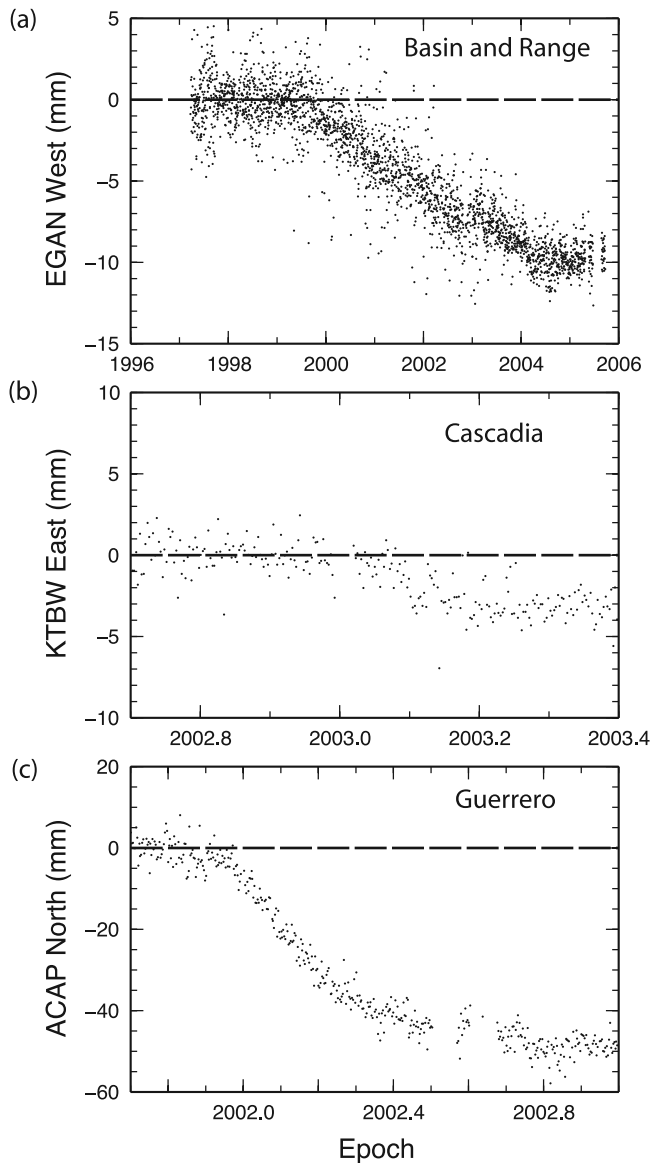 (a)
Basin and Range
EGAN West (mm)
5
0
−5
−10
−15
1996 1998 2000 2002 2004 2006
(b)
Cascadia
KTBW East (mm)
10
5
0
−5
−10
2002.8 2003.0 2003.2 2003.4
(c)
Guerrero
ACAP North (mm)
20
0
−20
−40
−60
2002.0 2002.4 2002.8
Epoch